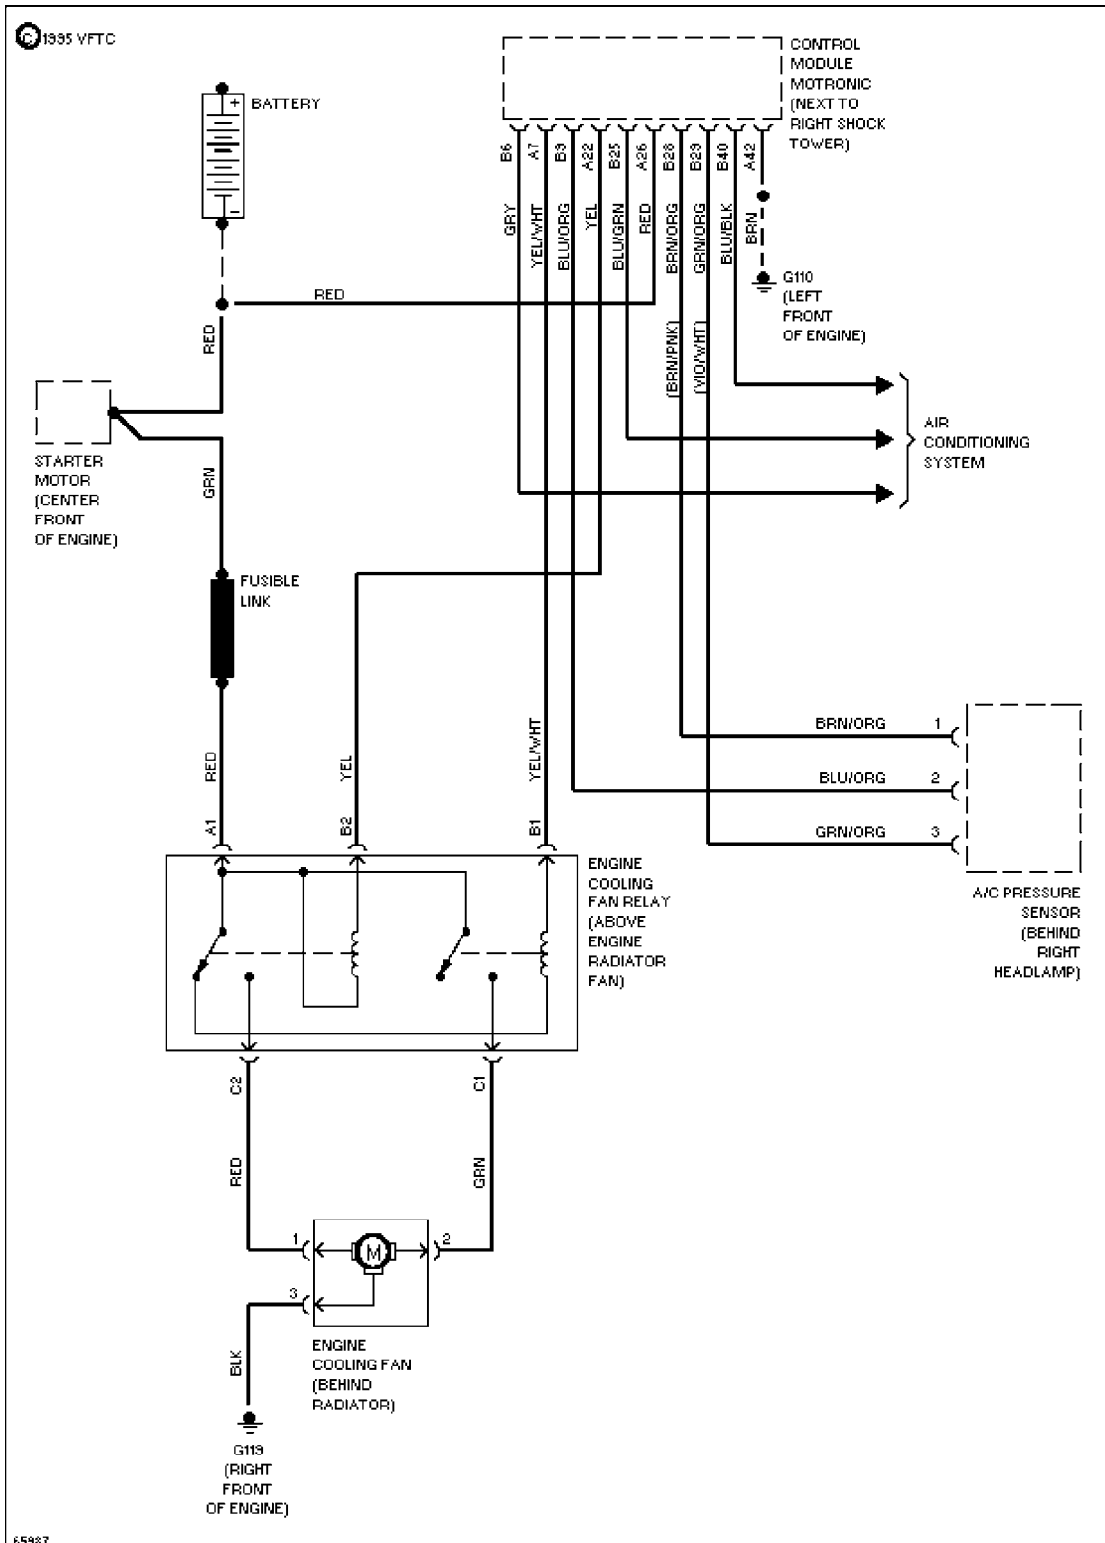 © 1995 VFTC
BATTERY
+
-
CONTROL
MODULE
MOTRONIC
(NEXT TO
RIGHT SHOCK
TOWER)
B6
A7
B9
A22
B25
A26
B28
B29
B40
A42
GRY
YEL/WHT
BLU/ORG
YEL
BLU/GRN
RED
BRN/ORG
GRN/ORG
BLU/BLK
BRN
G110
(LEFT
FRONT
OF ENGINE)
RED
RED
(BRN/PNK)
(VIO/WHT)
STARTER
MOTOR
(CENTER
FRONT
OF ENGINE)
GRN
AIR
CONDITIONING
SYSTEM
FUSIBLE
LINK
RED
YEL
YEL/WHT
BRN/ORG 1
BLU/ORG 2
GRN/ORG 3
A1
B2
B1
ENGINE
COOLING
FAN RELAY
(ABOVE
ENGINE
RADIATOR
FAN)
A/C PRESSURE
SENSOR
(BEHIND
RIGHT
HEADLAMP)
C2
C1
RED
GRN
1
M
2
3
BLK
ENGINE
COOLING FAN
(BEHIND
RADIATOR)
G119
(RIGHT
FRONT
OF ENGINE)
65987